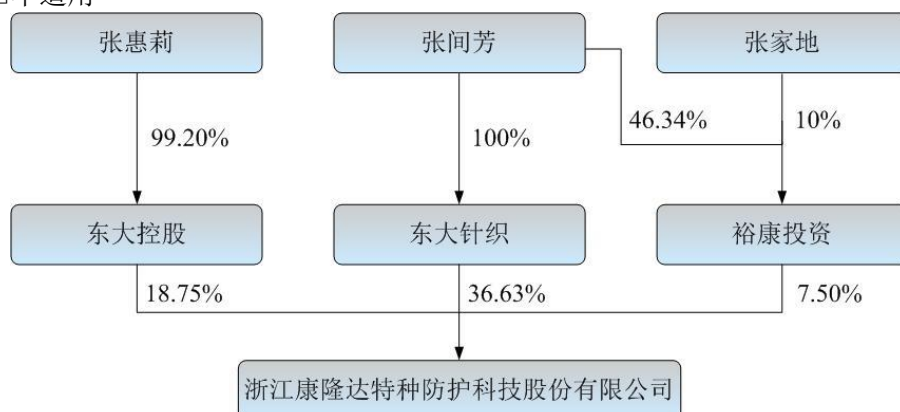 张惠莉 张间芳 张家地
99.20% 100% 46.34% 10%
东大控股 东大针织 裕康投资
18.75% 36.63% 7.50%
浙江康隆达特种防护科技股份有限公司